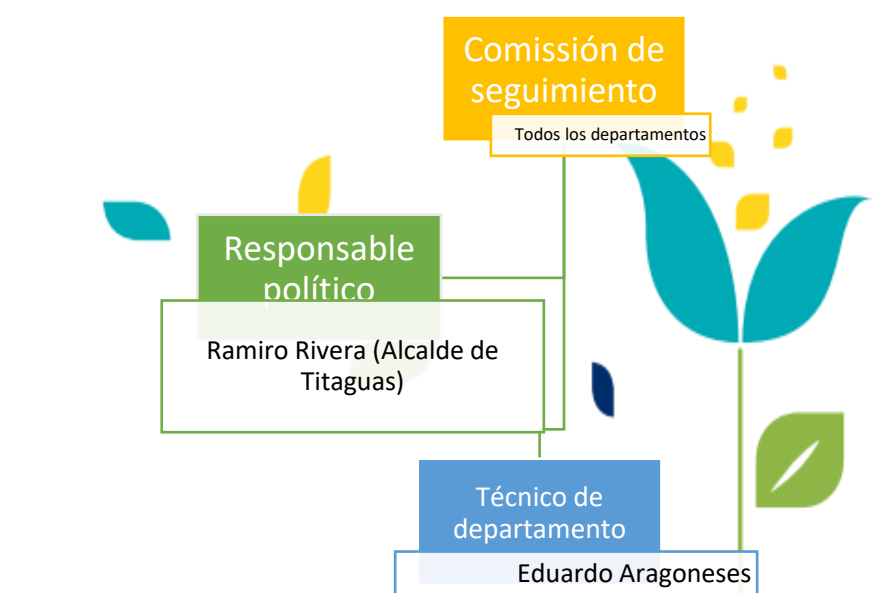 Comissión de
seguimiento
Todos los departamentos
Responsable
político
Ramiro Rivera (Alcalde de
Titaguas)
Técnico de
departamento
Eduardo Aragoneses